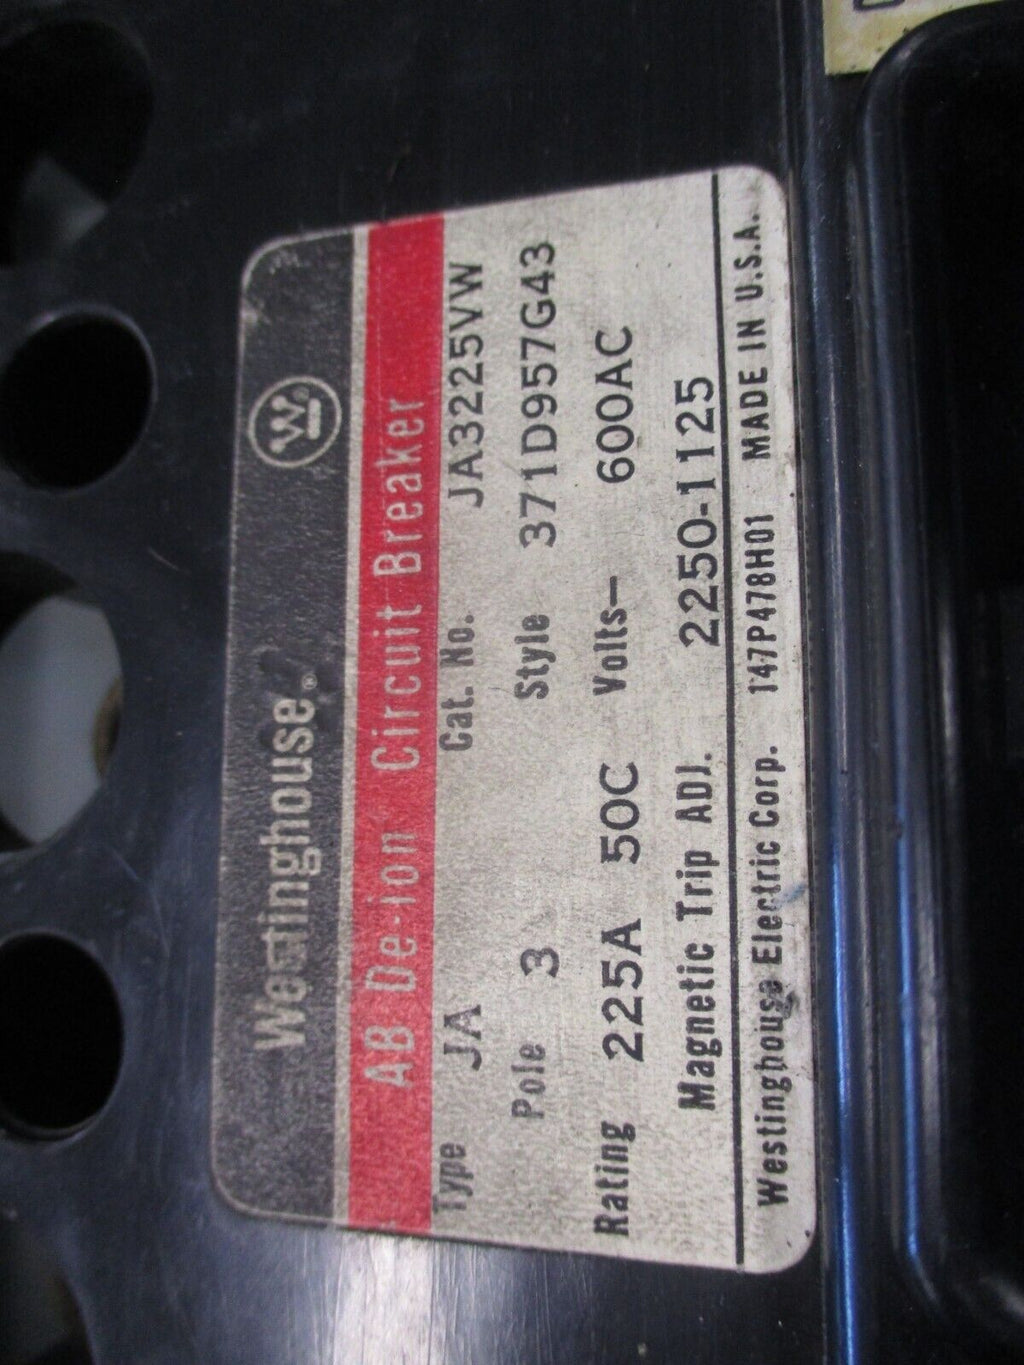 Westinghouse®
W®
AB De-ion Circuit Breaker
Type JA Cat. No. JA3225VW
Pole 3 Style 371D957G43
Rating 225A 50C Volts— 600AC
Magnetic Trip ADJ. 2250-1125
Westinghouse Electric Corp. 147P478H01 MADE IN U.S.A.